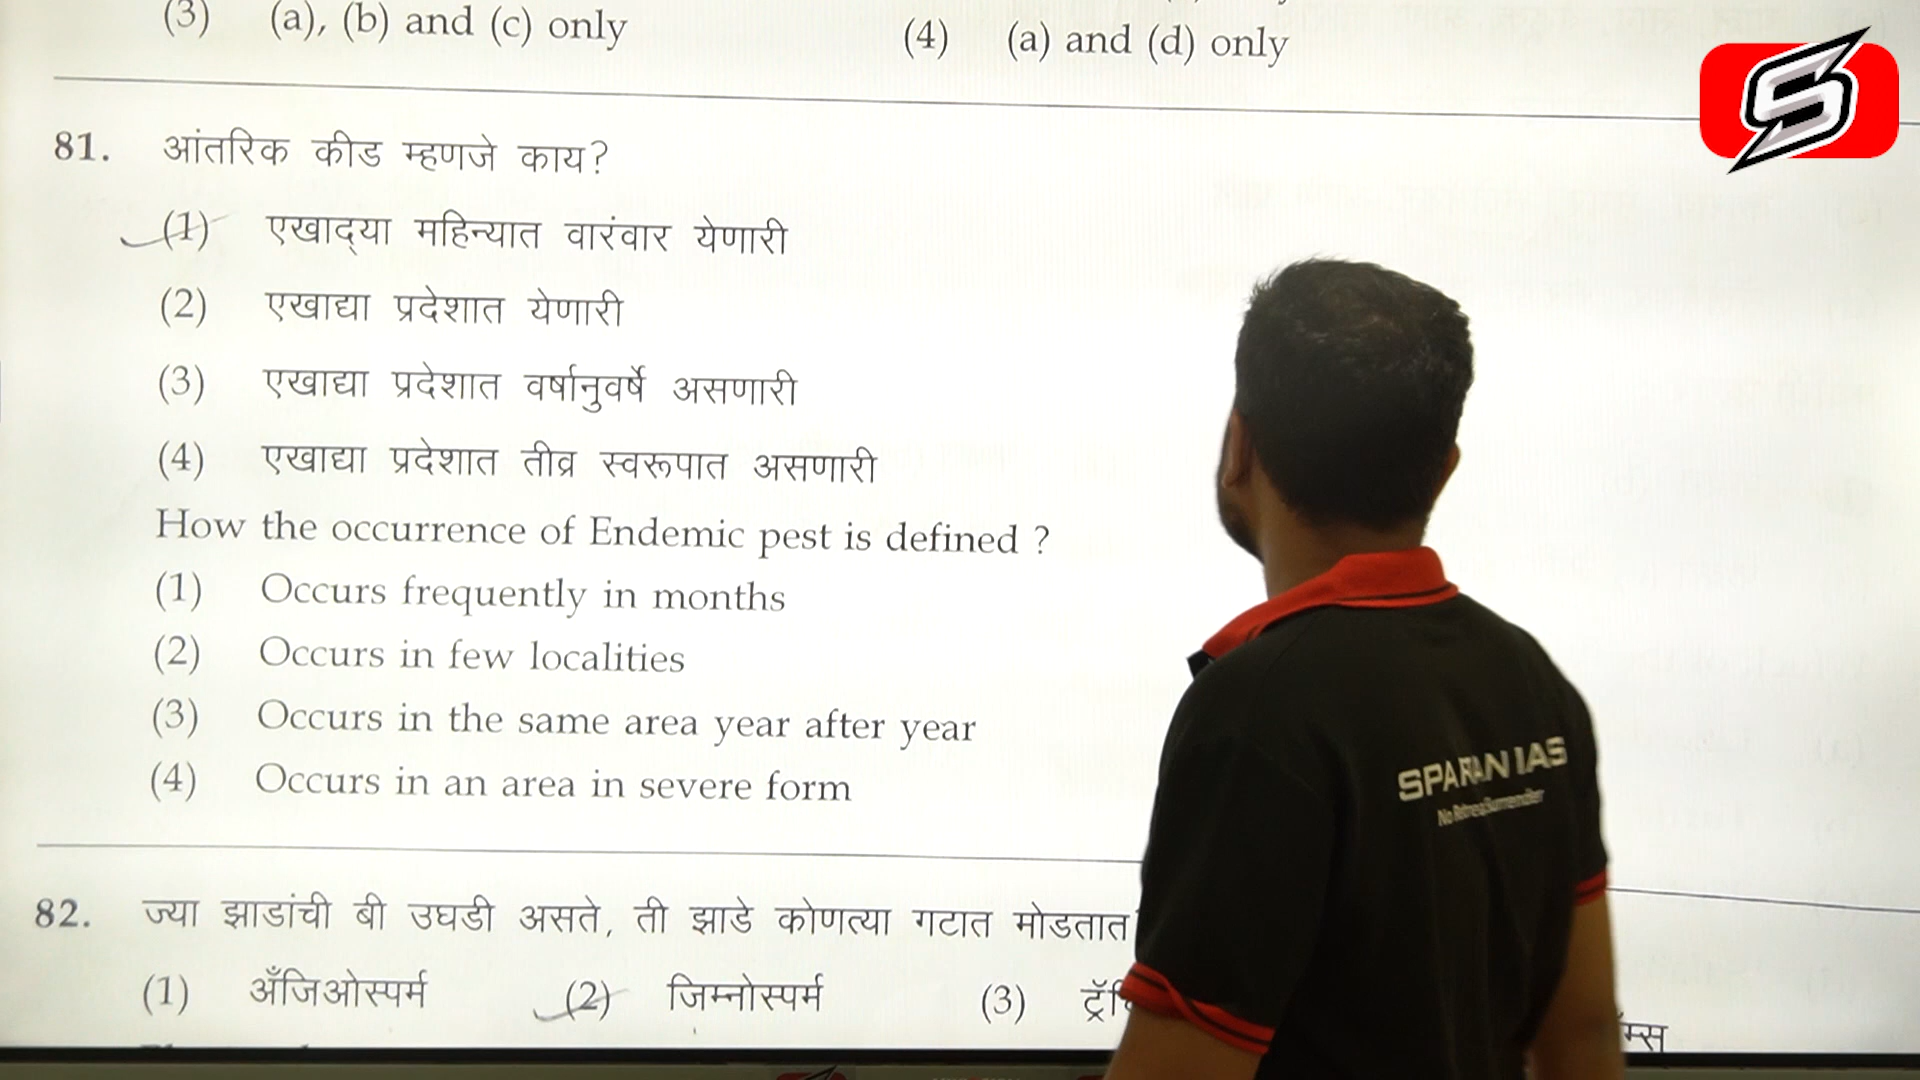 (3) (a), (b) and (c) only
(4) (a) and (d) only
81. आंतरिक कीड म्हणजे काय?
(1) एखाद्‌या महिन्यात वारंवार येणारी
(2) एखाद्या प्रदेशात येणारी
(3) एखाद्या प्रदेशात वर्षानुवर्षे असणारी
(4) एखाद्या प्रदेशात तीव्र स्वरूपात असणारी
How the occurrence of Endemic pest is defined ?
(1) Occurs frequently in months
(2) Occurs in few localities
(3) Occurs in the same area year after year
(4) Occurs in an area in severe form
82. ज्या झाडांची बी उघडी असते, ती झाडे कोणत्या गटात मोडतात
(1) अँजिओस्पर्म (2) जिम्नोस्पर्म (3)
IAS